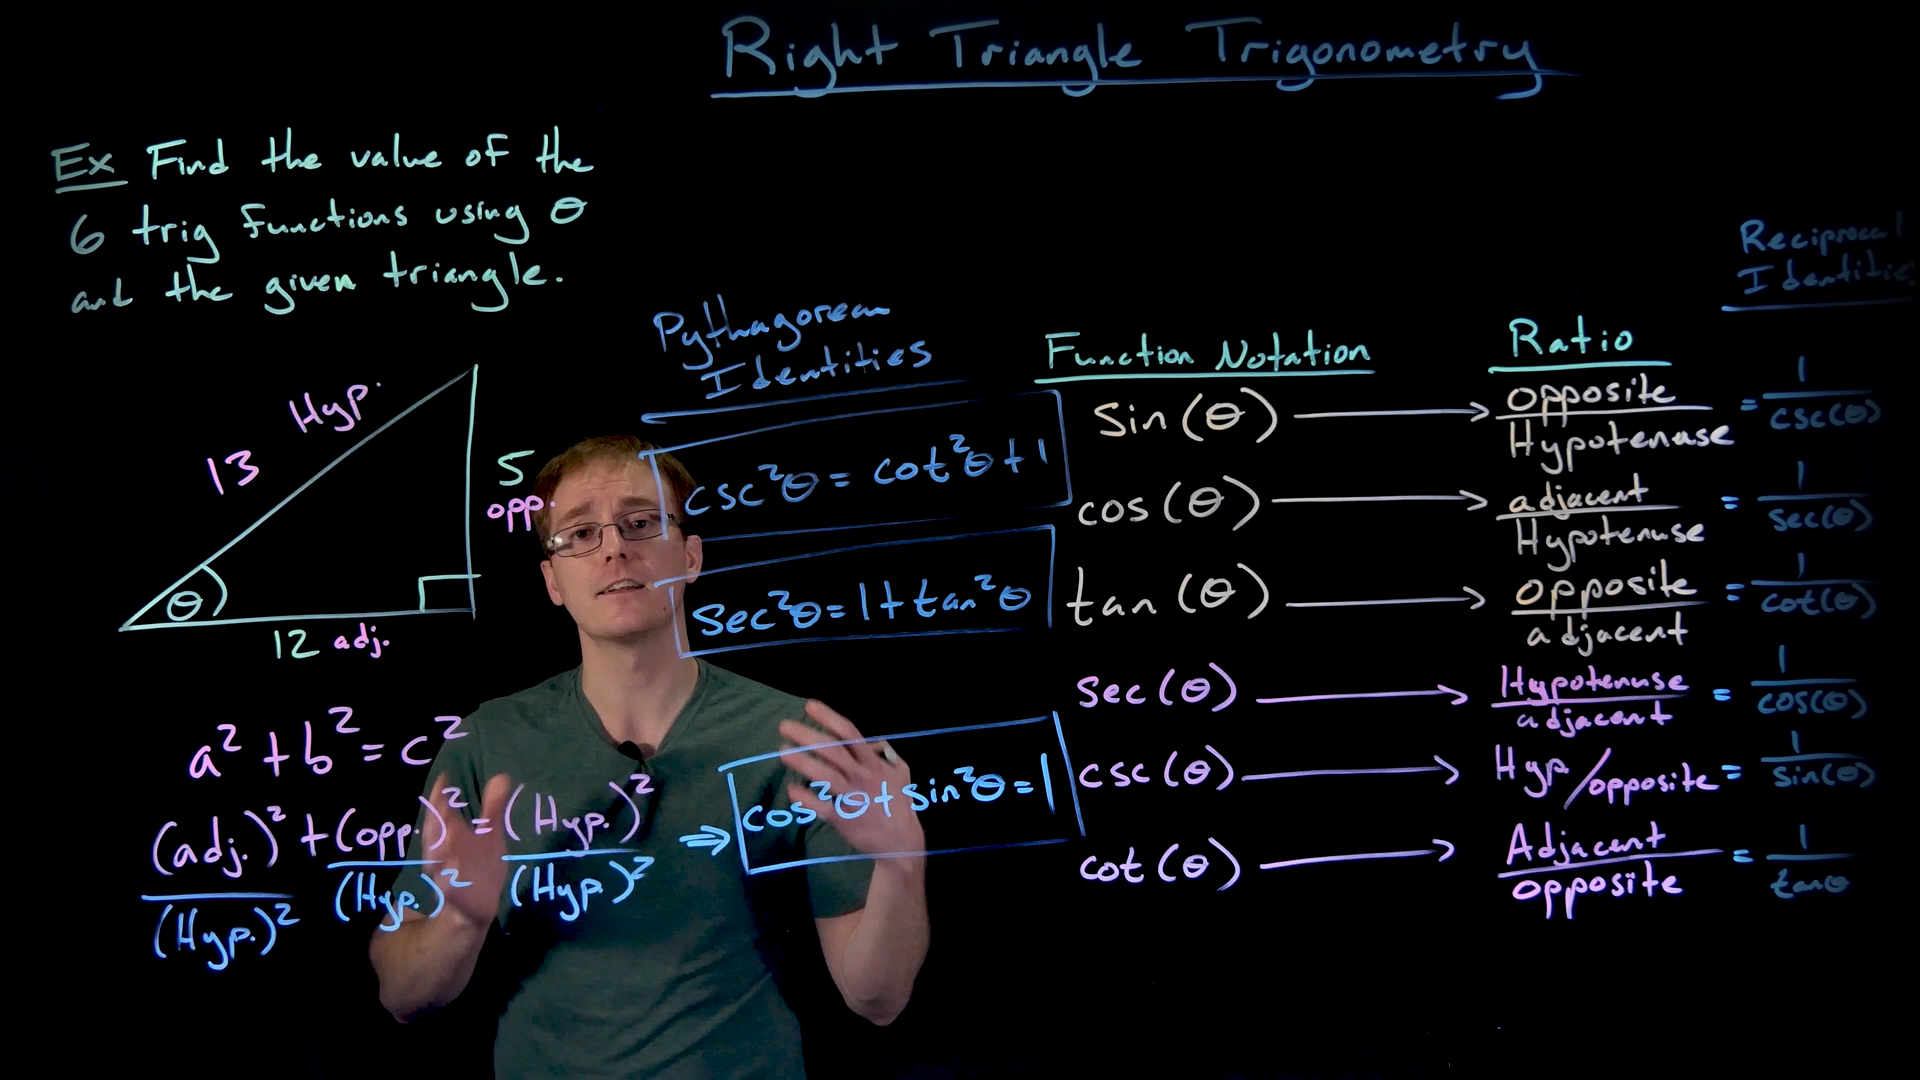 Right Triangle Trigonometry
Ex Find the value of the
6 trig functions using θ
and the given triangle.
Hyp.
13
5
opp.
θ
12 adj.
a² + b² = c²
(adj.)² + (opp.)² = (Hyp.)²
(Hyp.)² (Hyp.)² (Hyp.)²
⇒ cos²θ + sin²θ = 1
Pythagorean
Identities
csc²θ = cot²θ + 1
sec²θ = 1 + tan²θ
Function Notation
Ratio
Reciprocal
Identities
sin(θ) → opposite/Hypotenuse = 1/csc(θ)
cos(θ) → adjacent/Hypotenuse = 1/sec(θ)
tan(θ) → opposite/adjacent = 1/cot(θ)
sec(θ) → Hypotenuse/adjacent = 1/cos(θ)
csc(θ) → Hyp/opposite = 1/sin(θ)
cot(θ) → Adjacent/opposite = 1/tanθ